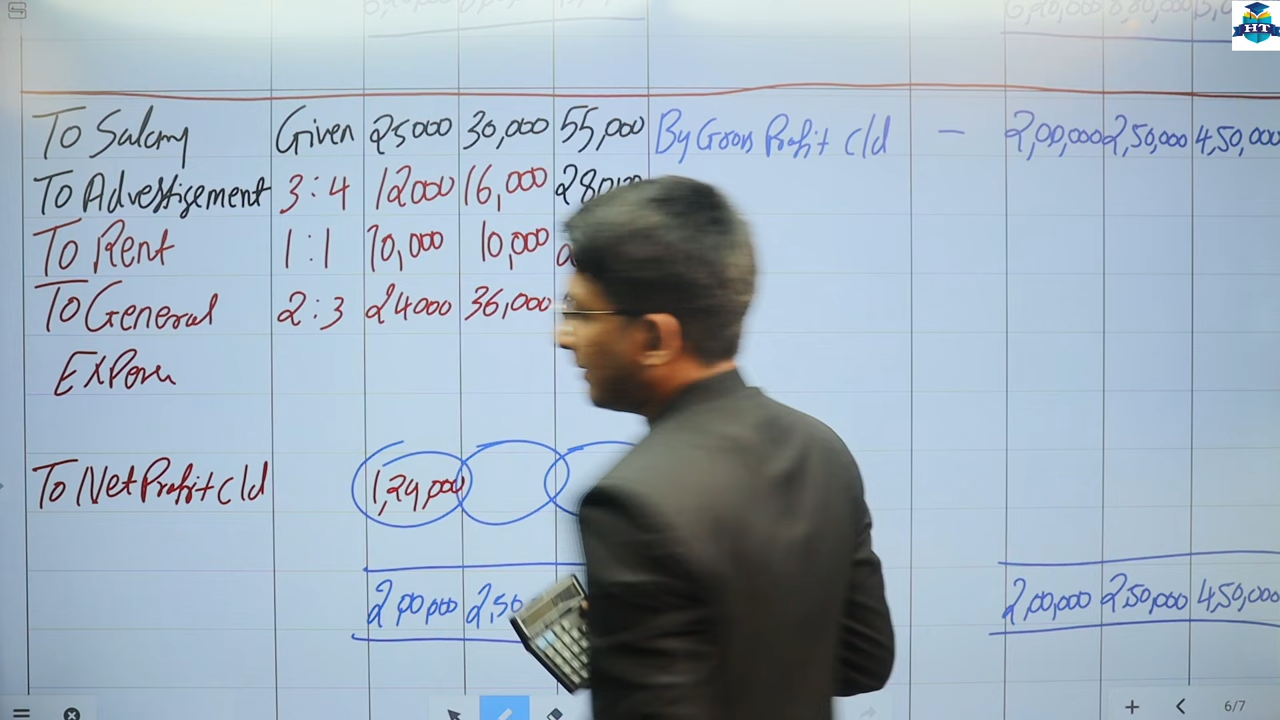 HT
To Salary Given 25000 30,000 55,000 By Gross Profit c/d – 2,00,000 2,50,000 4,50,000
To Advertisement 3:4 12000 16,000
To Rent 1:1 10,000 10,000
To General 2:3 24000 36,000
To Net Profit c/d 1,24,000
2,00,000 2,50 2,00,000 2,50,000 4,50,000
6/7